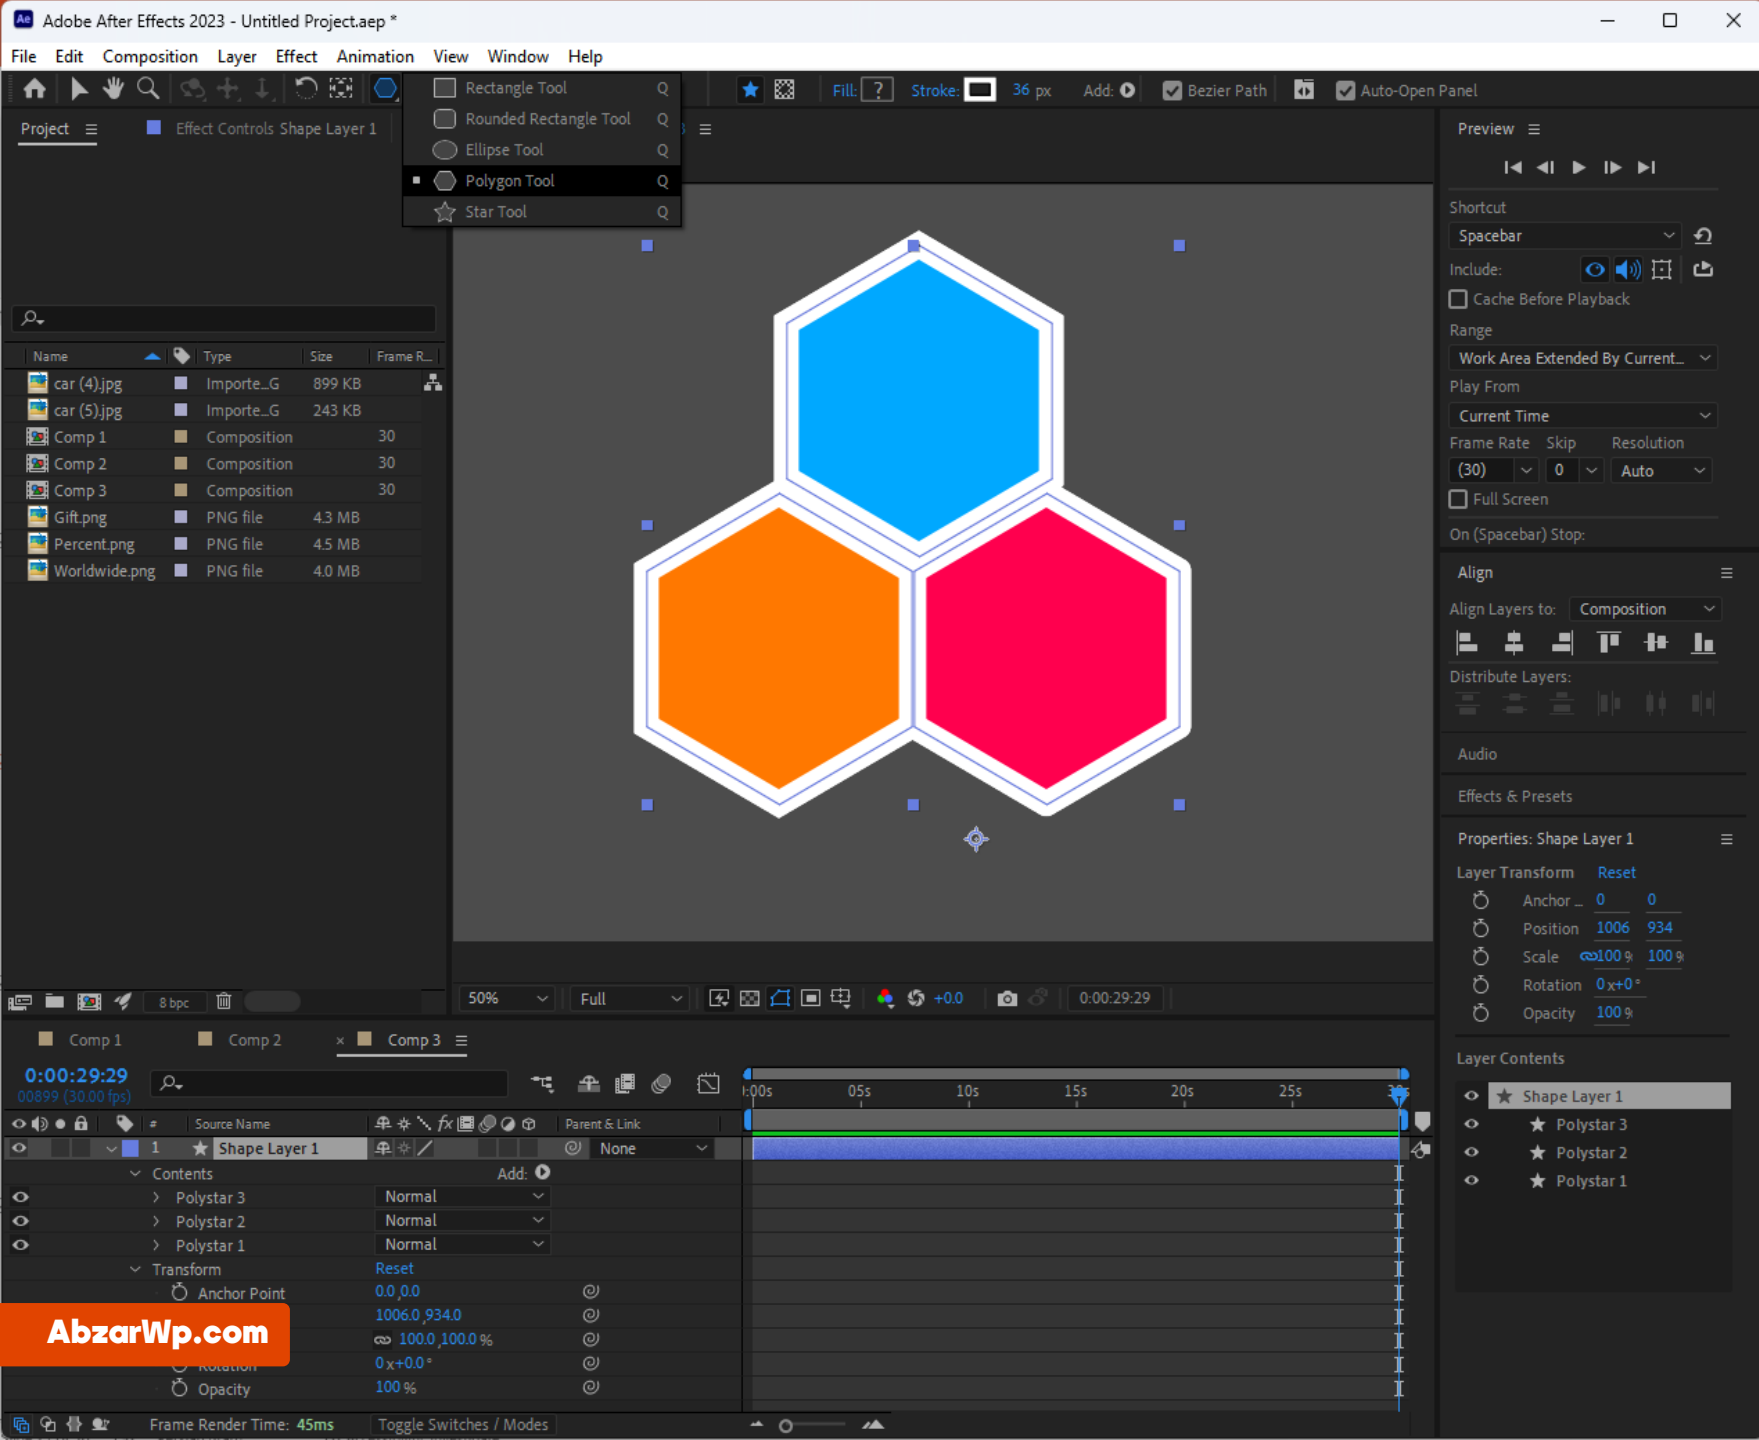 Adobe After Effects 2023 - Untitled Project.aep *
File Edit Composition Layer Effect Animation View Window Help
Fill: ? Stroke: 36 px Add: Bezier Path Auto-Open Panel
Rectangle Tool Q
Rounded Rectangle Tool Q
Ellipse Tool Q
Polygon Tool Q
Star Tool Q
Project Effect Controls Shape Layer 1
Name Type Size Frame R...
car (4).jpg Importe...G 899 KB
car (5).jpg Importe...G 243 KB
Comp 1 Composition 30
Comp 2 Composition 30
Comp 3 Composition 30
Gift.png PNG file 4.3 MB
Percent.png PNG file 4.5 MB
Worldwide.png PNG file 4.0 MB
8 bpc
50% Full +0.0 0:00:29:29
Preview
Shortcut
Spacebar
Include:
Cache Before Playback
Range
Work Area Extended By Current...
Play From
Current Time
Frame Rate Skip Resolution
(30) 0 Auto
Full Screen
On (Spacebar) Stop:
Align
Align Layers to: Composition
Distribute Layers:
Audio
Effects & Presets
Properties: Shape Layer 1
Layer Transform Reset
Anchor ... 0 0
Position 1006 934
Scale 100 % 100 %
Rotation 0x+0°
Opacity 100 %
Layer Contents
Shape Layer 1
Polystar 3
Polystar 2
Polystar 1
Comp 1 Comp 2 × Comp 3
0:00:29:29
00899 (30.00 fps)
:00s 05s 10s 15s 20s 25s 30s
# Source Name fx Parent & Link
1 Shape Layer 1 None
Contents Add:
Polystar 3 Normal
Polystar 2 Normal
Polystar 1 Normal
Transform Reset
Anchor Point 0.0,0.0
1006.0,934.0
100.0,100.0 %
Rotation 0x+0.0°
Opacity 100 %
AbzarWp.com
Frame Render Time: 45ms Toggle Switches / Modes